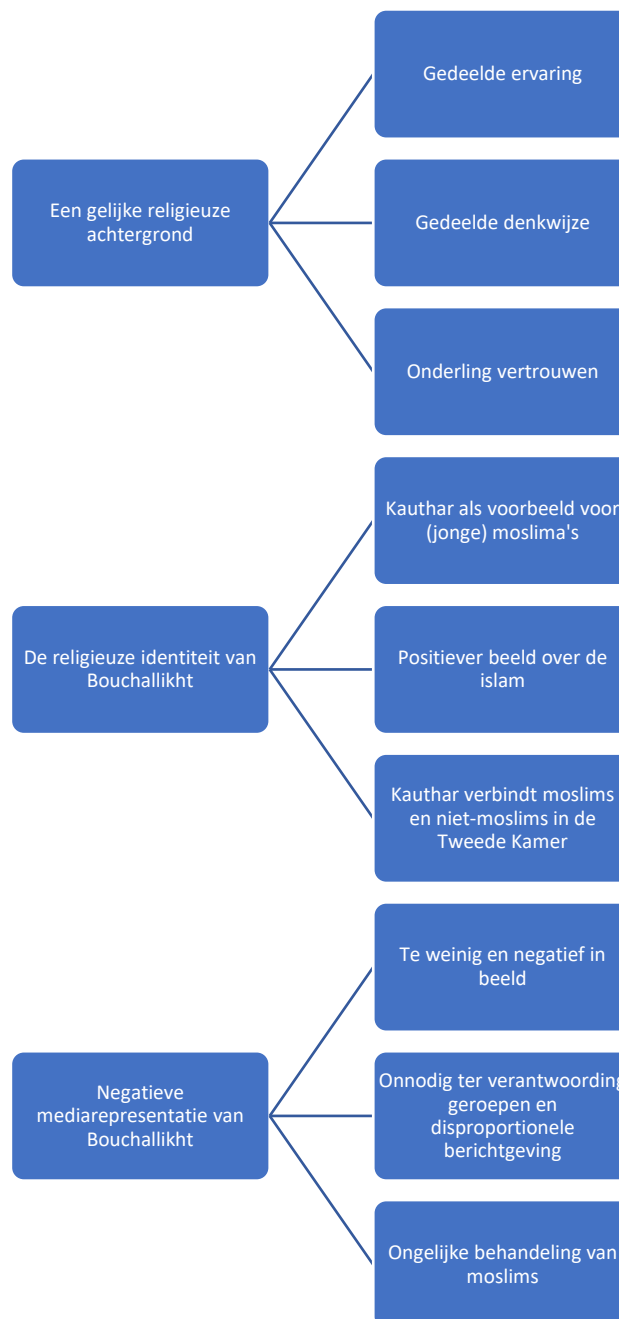 Een gelijke religieuze
achtergrond
Gedeelde ervaring
Gedeelde denkwijze
Onderling vertrouwen
De religieuze identiteit van
Bouchallikht
Kauthar als voorbeeld voor
(jonge) moslima's
Positiever beeld over de
islam
Kauthar verbindt moslims
en niet-moslims in de
Tweede Kamer
Negatieve
mediarepresentatie van
Bouchallikht
Te weinig en negatief in
beeld
Onnodig ter verantwoording
geroepen en
disproportionele
berichtgeving
Ongelijke behandeling van
moslims